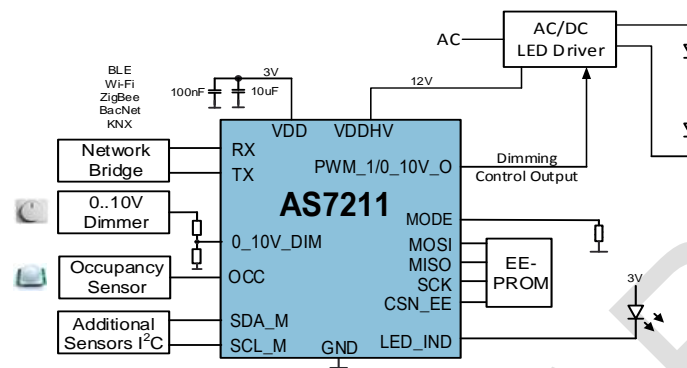 AC
AC/DC
LED Driver
BLE
Wi-Fi
ZigBee
BacNet
KNX
100nF
10uF
3V
12V
VDD
VDDHV
Network
Bridge
RX
TX
PWM_1/0_10V_O
Dimming
Control Output
AS7211
0..10V
Dimmer
0_10V_DIM
MODE
Occupancy
Sensor
OCC
MOSI
MISO
SCK
CSN_EE
EE-
PROM
Additional
Sensors I²C
SDA_M
SCL_M
GND
LED_IND
3V